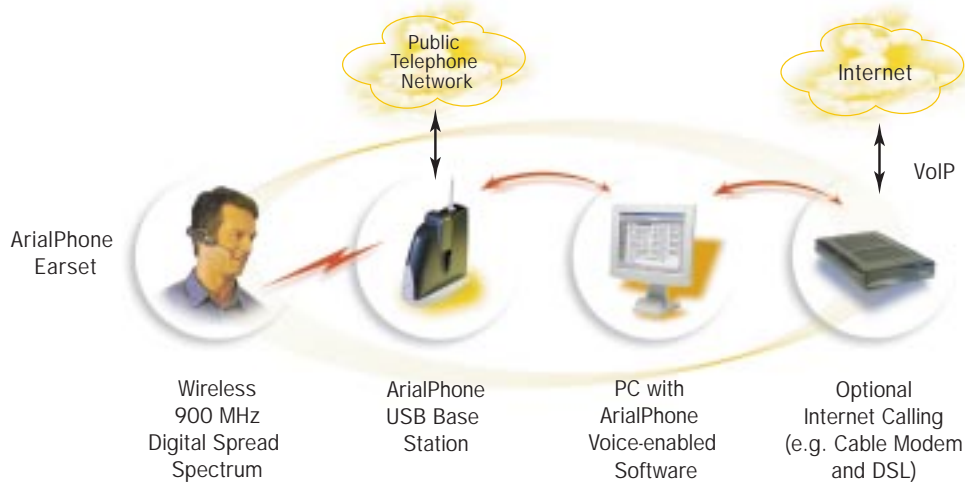 Public
Telephone
Network
Internet
VoIP
ArialPhone
Earset
Wireless
900 MHz
Digital Spread
Spectrum
ArialPhone
USB Base
Station
PC with
ArialPhone
Voice-enabled
Software
Optional
Internet Calling
(e.g. Cable Modem
and DSL)